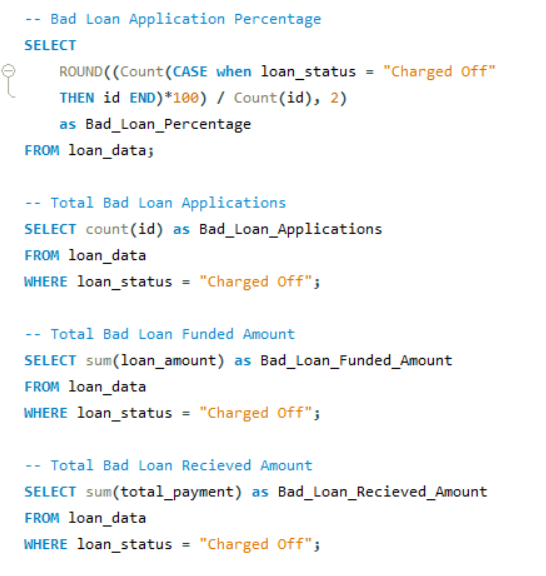 -- Bad Loan Application Percentage
SELECT
ROUND((Count(CASE when loan_status = "Charged Off"
THEN id END)*100) / Count(id), 2)
as Bad_Loan_Percentage
FROM loan_data;
-- Total Bad Loan Applications
SELECT count(id) as Bad_Loan_Applications
FROM loan_data
WHERE loan_status = "Charged Off";
-- Total Bad Loan Funded Amount
SELECT sum(loan_amount) as Bad_Loan_Funded_Amount
FROM loan_data
WHERE loan_status = "Charged Off";
-- Total Bad Loan Recieved Amount
SELECT sum(total_payment) as Bad_Loan_Recieved_Amount
FROM loan_data
WHERE loan_status = "Charged Off";